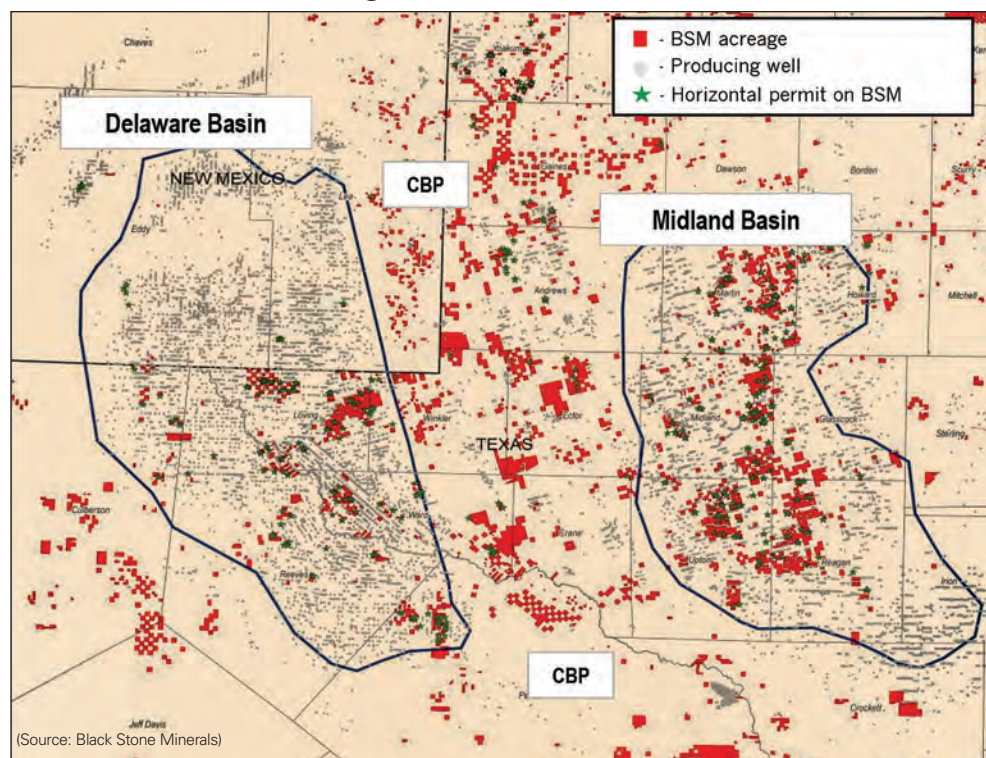 ■ - BSM acreage
- Producing well
★ - Horizontal permit on BSM
Chaves
Yoakum
Delaware Basin
CBP
Gaines
Dawson
Borden
Scurry
NEW MEXICO
Lea
Midland Basin
Eddy
Andrews
Martin
Howard
Mitchell
Loving
Winkler
Ector
Midland
Glasscock
TEXAS
Sterling
Culberson
Ward
Crane
Reeves
Upton
Reagan
Irion
CBP
Jeff Davis
Crockett
(Source: Black Stone Minerals)